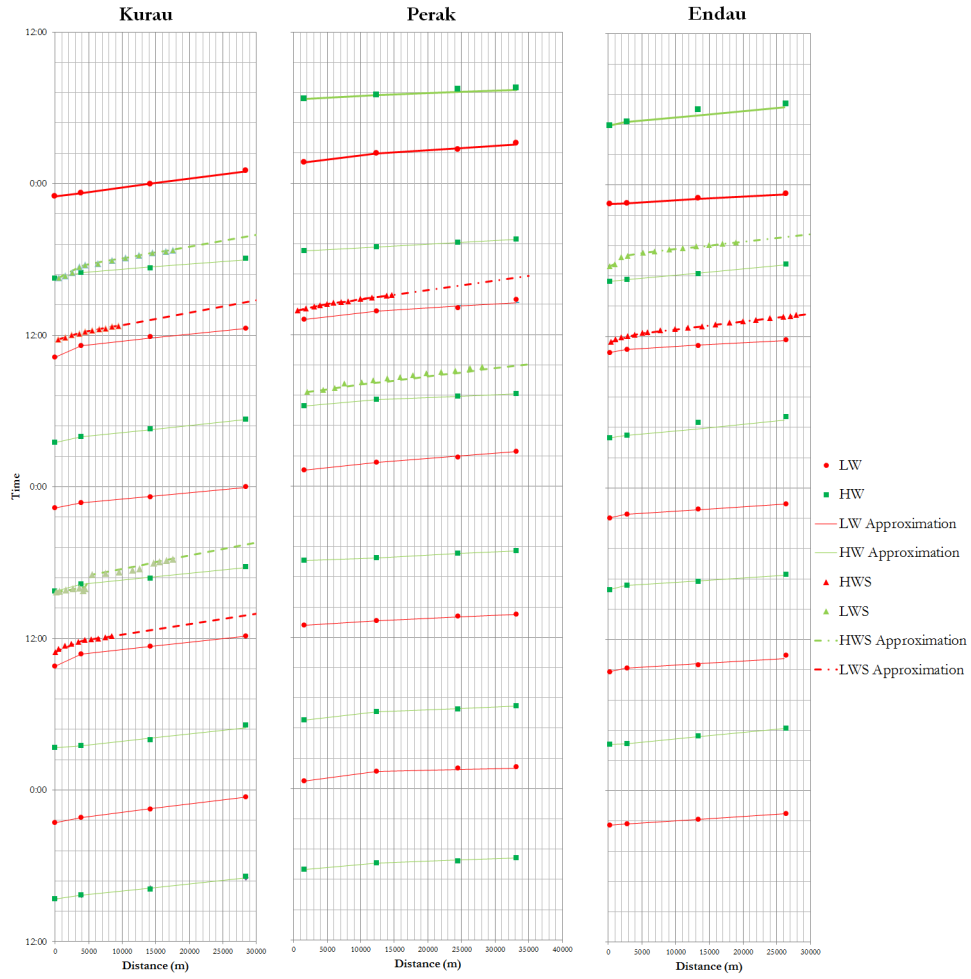 Kurau Perak Endau
12:00
0:00
12:00
0:00
12:00
0:00
12:00
Time
LW
HW
LW Approximation
HW Approximation
HWS
LWS
HWS Approximation
LWS Approximation
0 5000 10000 15000 20000 25000 30000
0 5000 10000 15000 20000 25000 30000 35000 40000
0 5000 10000 15000 20000 25000 30000
Distance (m) Distance (m) Distance (m)